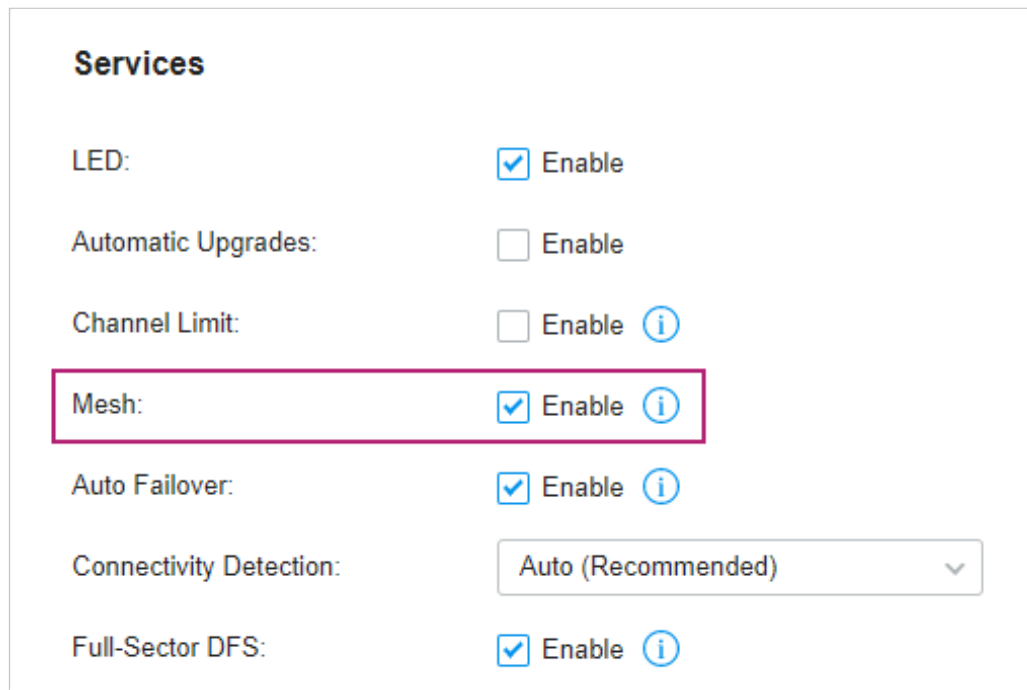 Services
LED: Enable
Automatic Upgrades: Enable
Channel Limit: Enable
Mesh: Enable
Auto Failover: Enable
Connectivity Detection: Auto (Recommended)
Full-Sector DFS: Enable